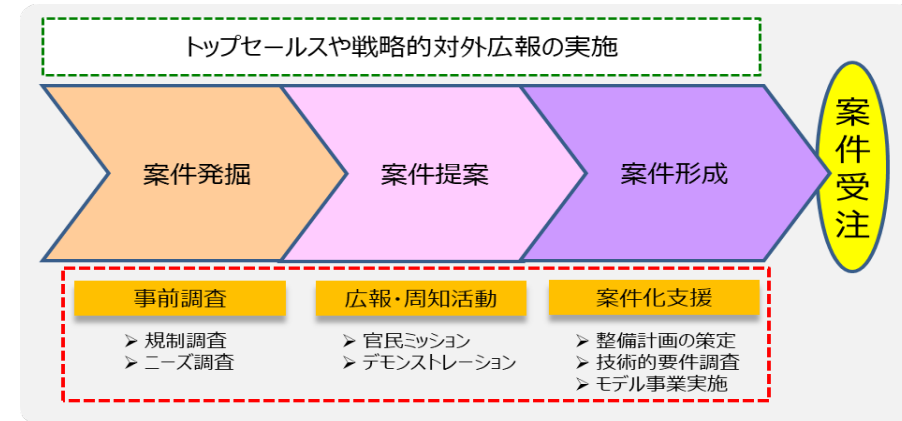 トップセールスや戦略的対外広報の実施
案件発掘
案件提案
案件形成
案件受注
事前調査
➢ 規制調査
➢ ニーズ調査
広報・周知活動
➢ 官民ミッション
➢ デモンストレーション
案件化支援
➢ 整備計画の策定
➢ 技術的要件調査
➢ モデル事業実施